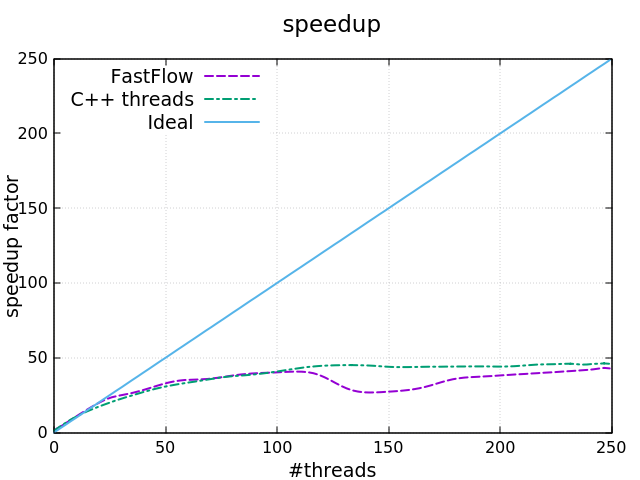 speedup
250
200
150
100
50
0
speedup factor
FastFlow
C++ threads
Ideal
0 50 100 150 200 250
#threads